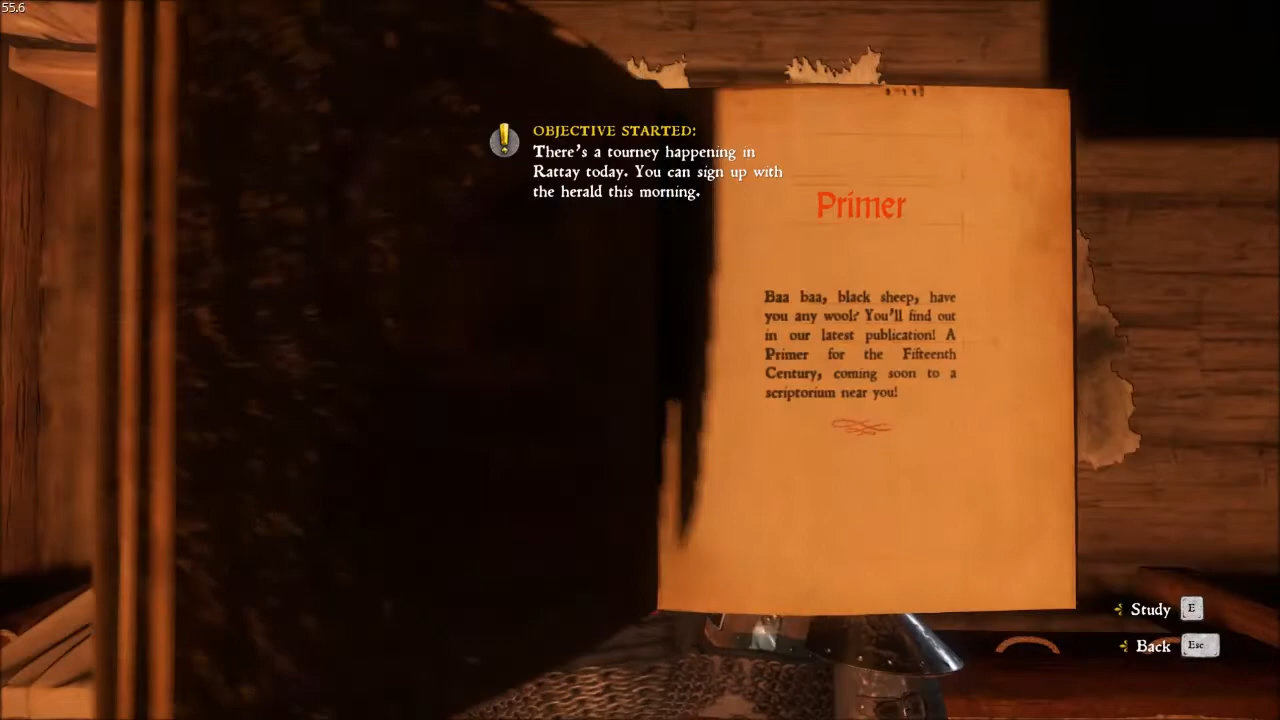 55.6
OBJECTIVE STARTED:
There's a tourney happening in
Rattay today. You can sign up with
the herald this morning.
Primer
Baa baa, black sheep, have
you any wool? You'll find out
in our latest publication! A
Primer for the Fifteenth
Century, coming soon to a
scriptorium near you!
Study E
Back Esc